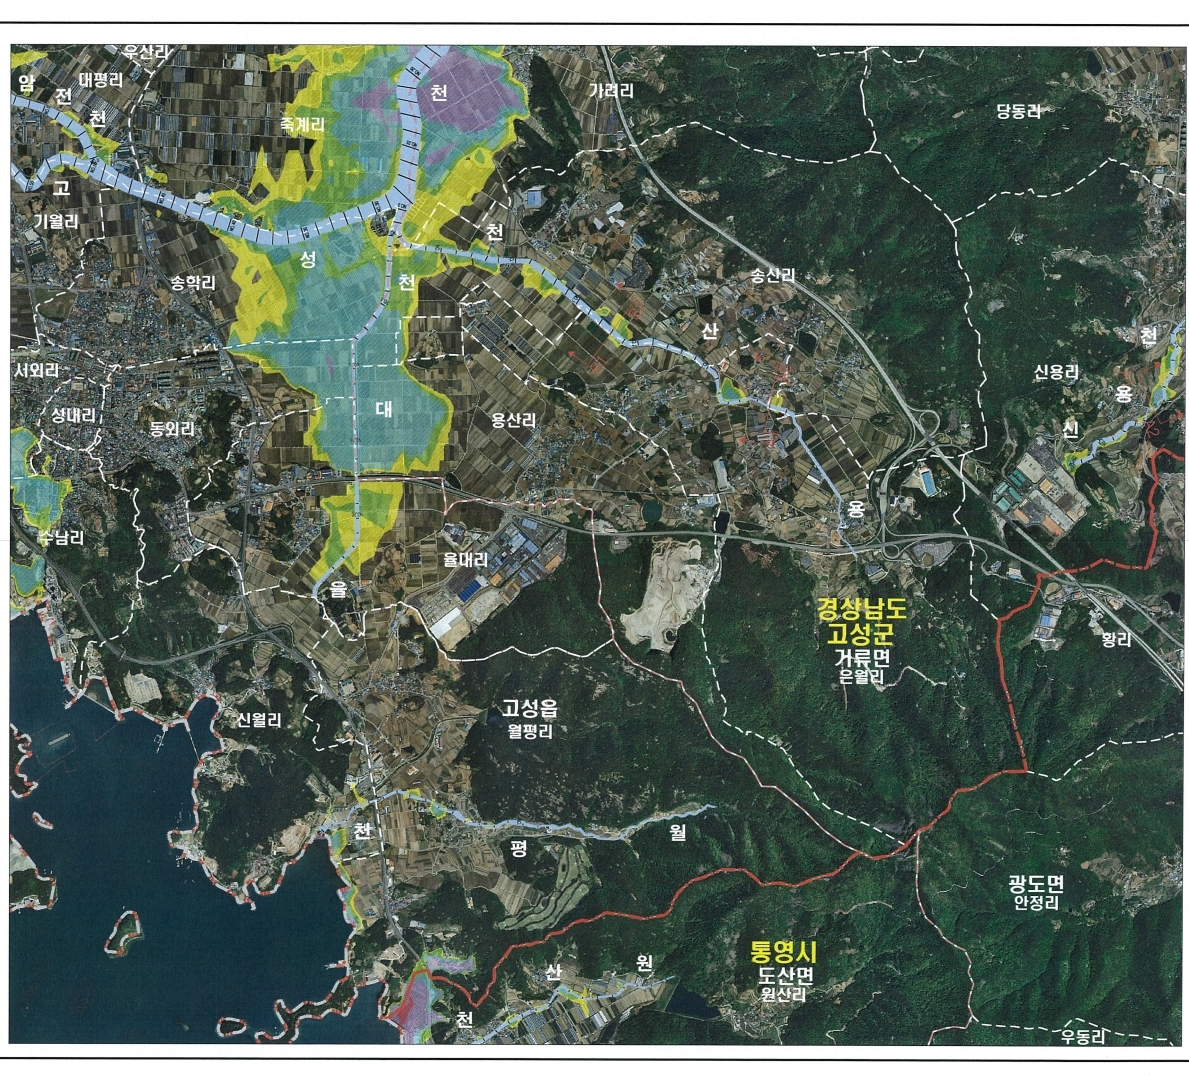 우산리
암
대평리
전
천
죽계리
천
가려리
당동리
고
기월리
성
천
송학리
천
송산리
산
천
서외리
신용리
용
성내리
동외리
대
용산리
신
수남리
율대리
용
율
경상남도
고성군
거류면
은월리
황리
신월리
고성읍
월평리
천
평
월
광도면
안정리
통영시
도산면
원산리
산
원
천
우동리